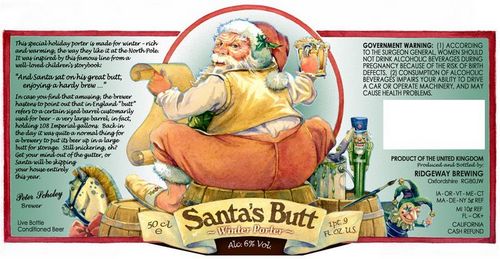 This special holiday porter is made for winter - rich
and warming, the way they like it at the North Pole.
It was inspired by this famous line from a
well-loved children's storybook:
"And Santa sat on his great butt,
enjoying a hardy brew ... "
In case you find that amusing, the brewer
hastens to point out that in England "butt"
refers to a certain sized barrel customarily
used for beer - a very large barrel, in fact,
holding 108 Imperial gallons. Back in
the day it was quite a normal thing for
a brewery to put its beer up in a large
butt for storage. Still snickering, eh?
Get your mind out of the gutter, or
Santa will be skipping
your house entirely
this year.
Peter Scholey
Brewer
Live Bottle
Conditioned Beer
50 cl
e
Santa's Butt
Winter Porter
Alc. 6% Vol.
1pt. 9
FL OZ. U.S.
GOVERNMENT WARNING: (1) ACCORDING
TO THE SURGEON GENERAL, WOMEN SHOULD
NOT DRINK ALCOHOLIC BEVERAGES DURING
PREGNANCY BECAUSE OF THE RISK OF BIRTH
DEFECTS. (2) CONSUMPTION OF ALCOHOLIC
BEVERAGES IMPAIRS YOUR ABILITY TO DRIVE
A CAR OR OPERATE MACHINERY, AND MAY
CAUSE HEALTH PROBLEMS.
PRODUCT OF THE UNITED KINGDOM
Produced and Bottled by:
RIDGEWAY BREWING
Oxfordshire RG80JW
IA-OR-VT-ME-CT
MA-DE-NY 5¢ REF
MI 10¢ REF
FL - OK+
CALIFORNIA
CASH REFUND